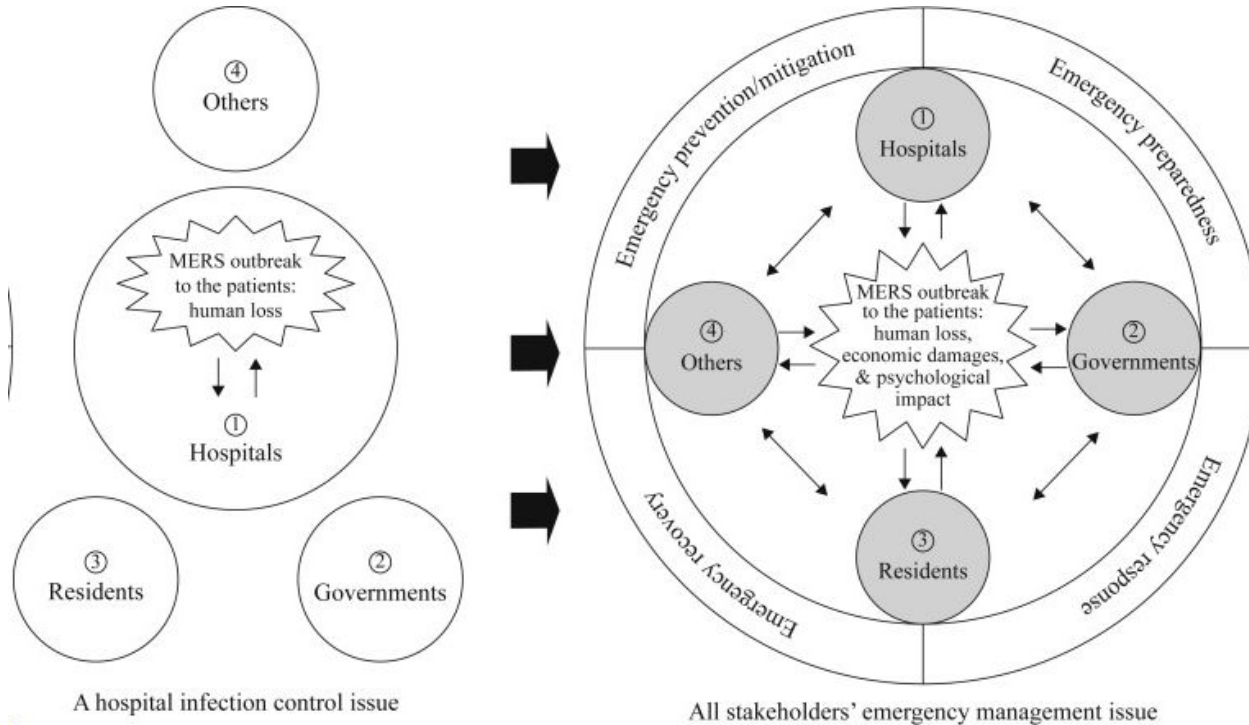 ④
Others
MERS outbreak
to the patients:
human loss
①
Hospitals
③
Residents
②
Governments
A hospital infection control issue
Emergency prevention/mitigation
Emergency preparedness
①
Hospitals
④
Others
MERS outbreak
to the patients:
human loss,
economic damages,
& psychological
impact
②
Governments
③
Residents
Emergency recovery
Emergency response
All stakeholders’ emergency management issue